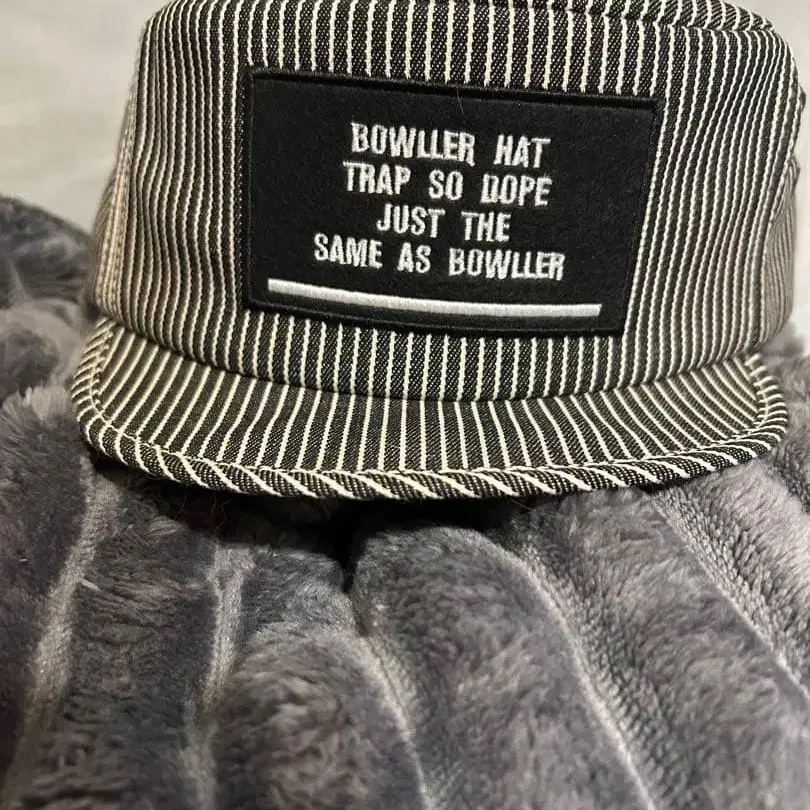 BOWLLER HAT
TRAP SO DOPE
JUST THE
SAME AS BOWLLER